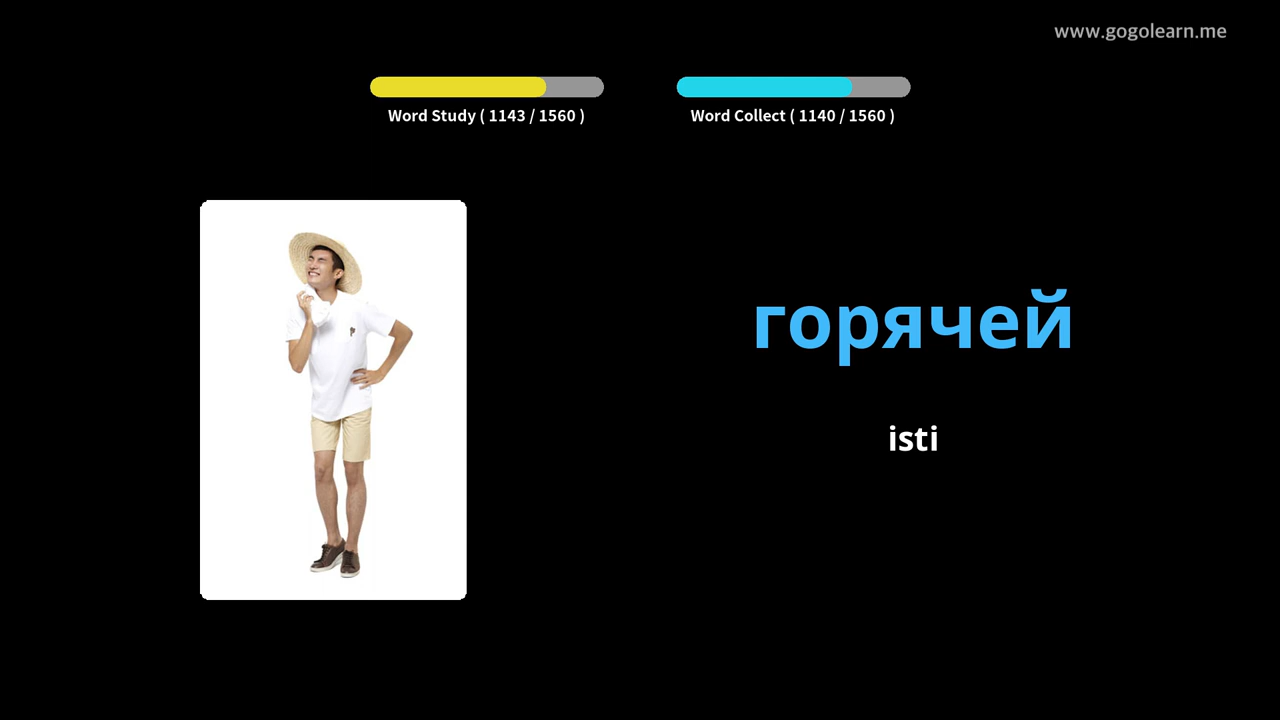 www.gogolearn.me
Word Study ( 1143 / 1560 )
Word Collect ( 1140 / 1560 )
горячей
isti